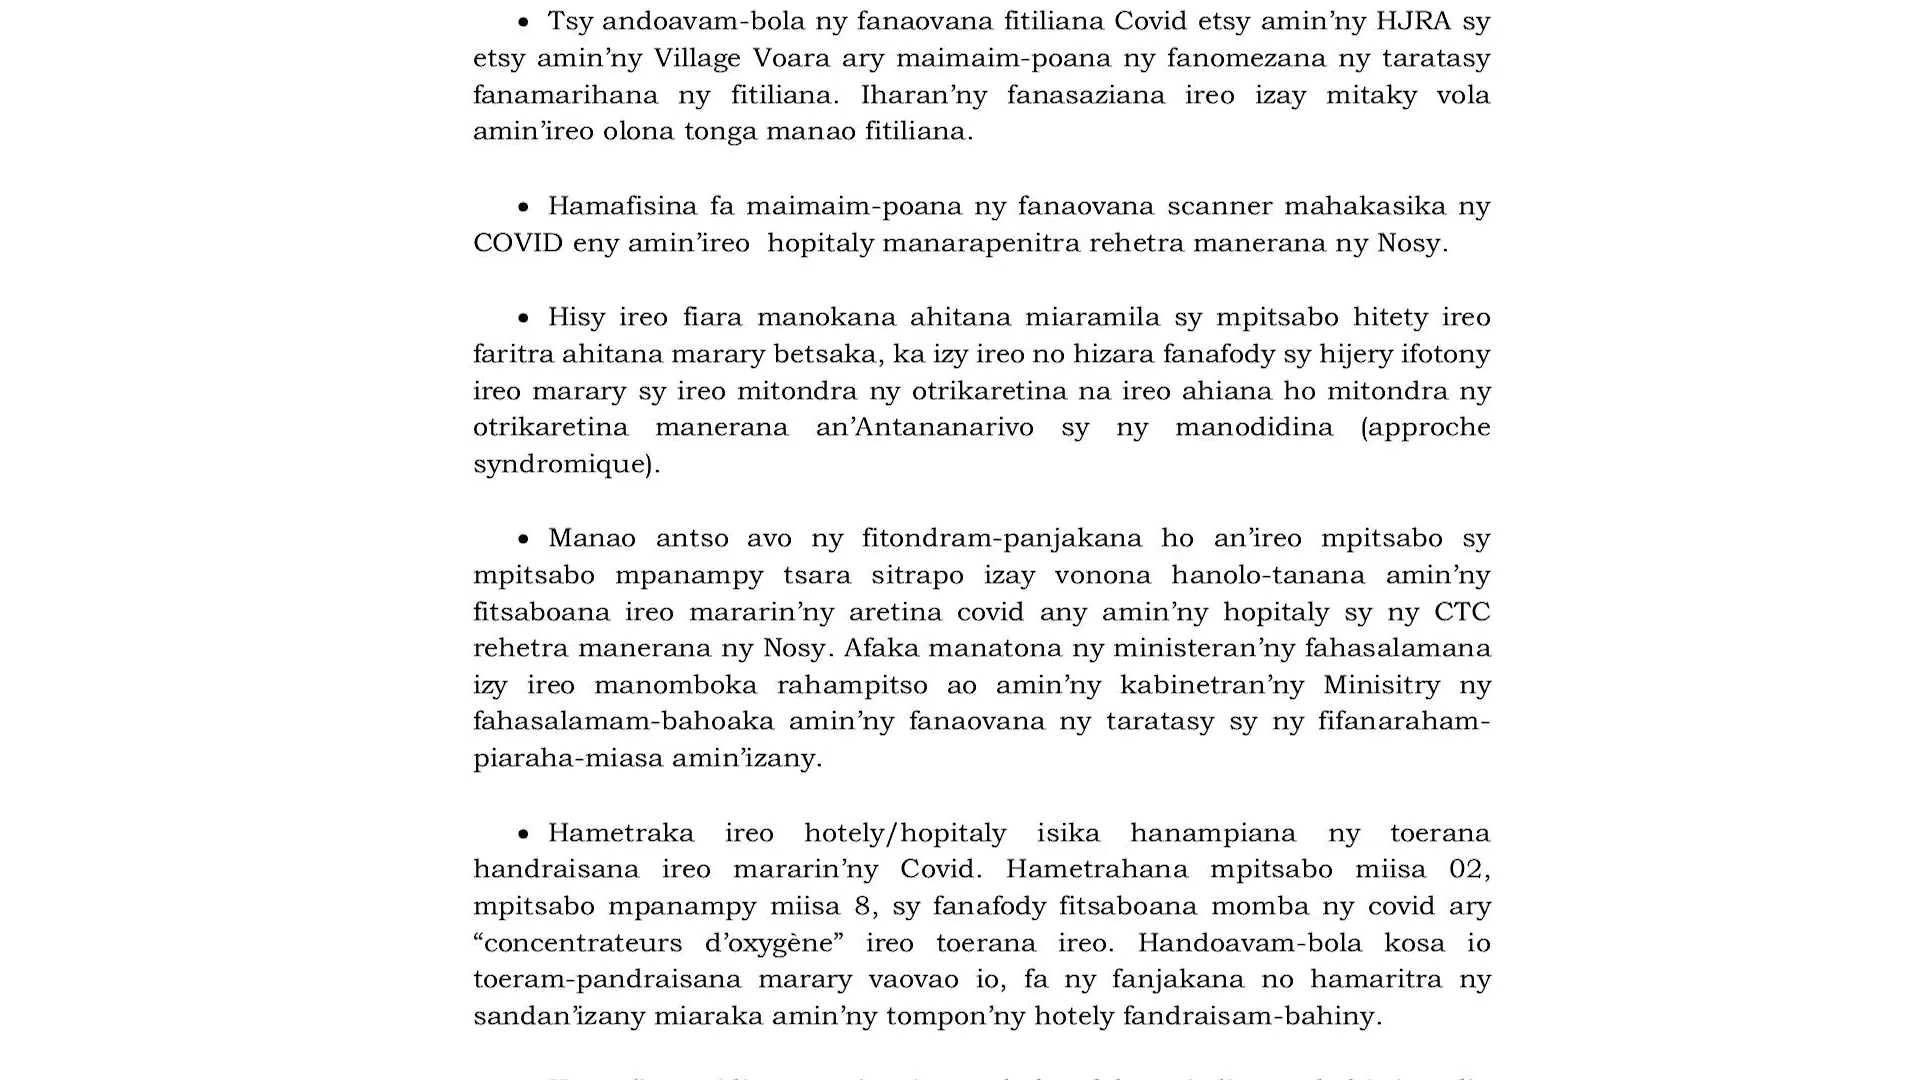 • Tsy andoavam-bola ny fanaovana fitiliana Covid etsy amin’ny HJRA sy
etsy amin’ny Village Voara ary maimaim-poana ny fanomezana ny taratasy
fanamarihana ny fitiliana. Iharan’ny fanasaziana ireo izay mitaky vola
amin’ireo olona tonga manao fitiliana.
• Hamafisina fa maimaim-poana ny fanaovana scanner mahakasika ny
COVID eny amin’ireo hopitaly manarapenitra rehetra manerana ny Nosy.
• Hisy ireo fiara manokana ahitana miaramila sy mpitsabo hitety ireo
faritra ahitana marary betsaka, ka izy ireo no hizara fanafody sy hijery ifotony
ireo marary sy ireo mitondra ny otrikaretina na ireo ahiana ho mitondra ny
otrikaretina manerana an’Antananarivo sy ny manodidina (approche
syndromique).
• Manao antso avo ny fitondram-panjakana ho an’ireo mpitsabo sy
mpitsabo mpanampy tsara sitrapo izay vonona hanolo-tanana amin’ny
fitsaboana ireo mararin’ny aretina covid any amin’ny hopitaly sy ny CTC
rehetra manerana ny Nosy. Afaka manatona ny ministeran’ny fahasalamana
izy ireo manomboka rahampitso ao amin’ny kabinetran’ny Minisitry ny
fahasalamam-bahoaka amin’ny fanaovana ny taratasy sy ny fifanaraham-
piaraha-miasa amin’izany.
• Hametraka ireo hotely/hopitaly isika hanampiana ny toerana
handraisana ireo mararin’ny Covid. Hametrahana mpitsabo miisa 02,
mpitsabo mpanampy miisa 8, sy fanafody fitsaboana momba ny covid ary
“concentrateurs d’oxygène” ireo toerana ireo. Handoavam-bola kosa io
toeram-pandraisana marary vaovao io, fa ny fanjakana no hamaritra ny
sandan’izany miaraka amin’ny tompon’ny hotely fandraisam-bahiny.